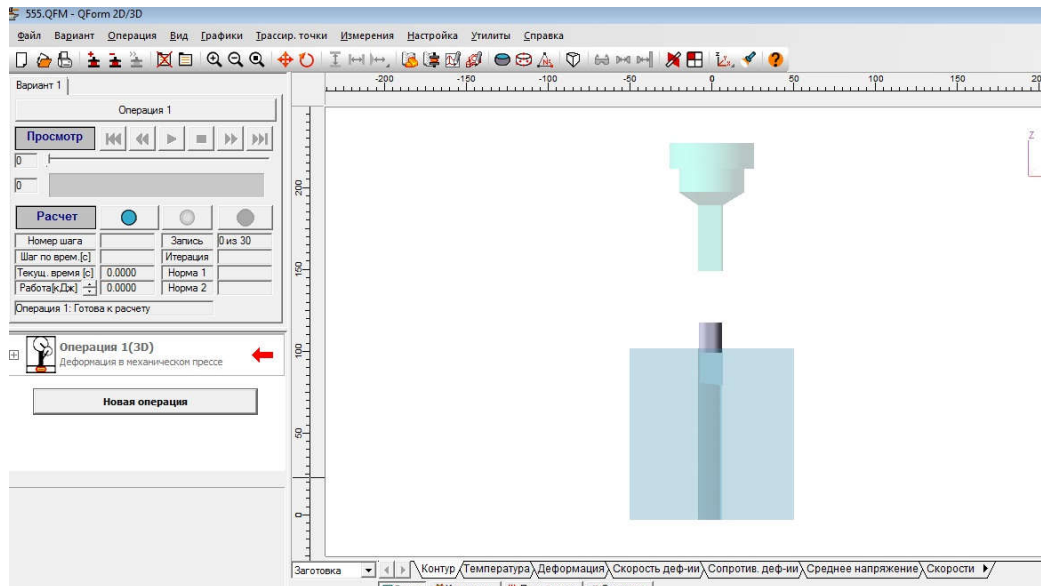 555.QFM - QForm 2D/3D
Файл Вариант Операция Вид Графики Трассир. точки Измерения Настройка Утилиты Справка
Вариант 1
Операция 1
Просмотр
0
0
Расчет
Номер шага Запись 0 из 30
Шаг по врем.[с] Итерация
Текущ. время [с] 0.0000 Норма 1
Работа[кДж] 0.0000 Норма 2
Операция 1: Готова к расчету
Операция 1(3D)
Деформация в механическом прессе
Новая операция
-200 -150 -100 -50 0 50 100 150 20
200
150
100
50
0
Z
Заготовка Контур Температура Деформация Скорость деф-ии Сопротив. деф-ии Среднее напряжение Скорости